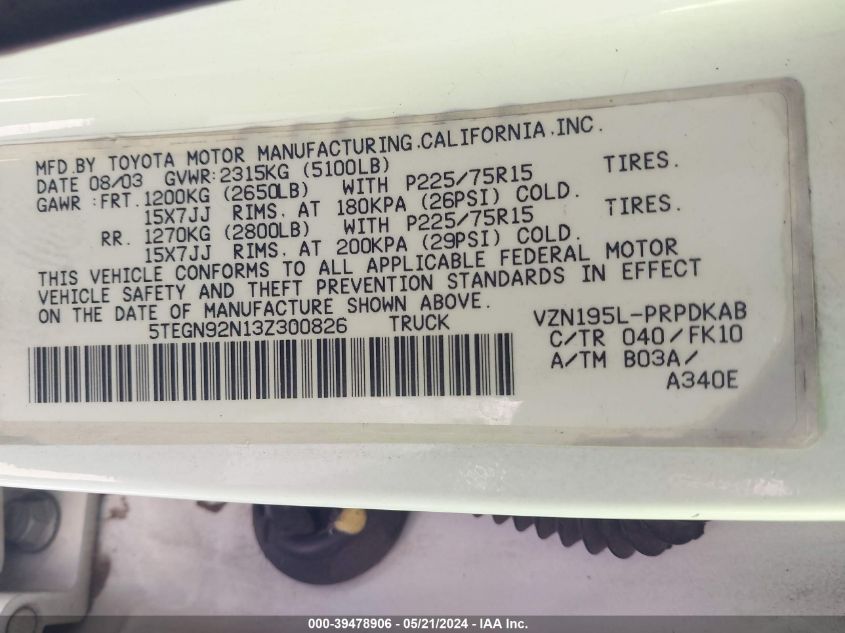 MFD.BY TOYOTA MOTOR MANUFACTURING.CALIFORNIA.INC.
DATE 08/03 GVWR:2315KG (5100LB)
GAWR:FRT.1200KG (2650LB) WITH P225/75R15 TIRES.
15X7JJ RIMS. AT 180KPA (26PSI) COLD.
RR. 1270KG (2800LB) WITH P225/75R15 TIRES.
15X7JJ RIMS. AT 200KPA (29PSI) COLD.
THIS VEHICLE CONFORMS TO ALL APPLICABLE FEDERAL MOTOR
VEHICLE SAFETY AND THEFT PREVENTION STANDARDS IN EFFECT
ON THE DATE OF MANUFACTURE SHOWN ABOVE.
5TEGN92N13Z300826 TRUCK VZN195L-PRPDKAB
C/TR 040/FK10
A/TM B03A/
A340E
000-39478906 - 05/21/2024 - IAA Inc.